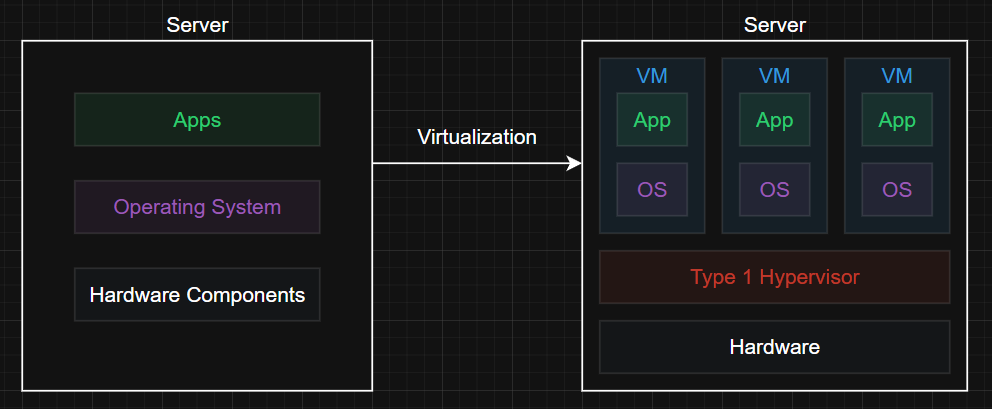 Server
Apps
Operating System
Hardware Components
Virtualization
Server
VM
VM
VM
App
App
App
OS
OS
OS
Type 1 Hypervisor
Hardware